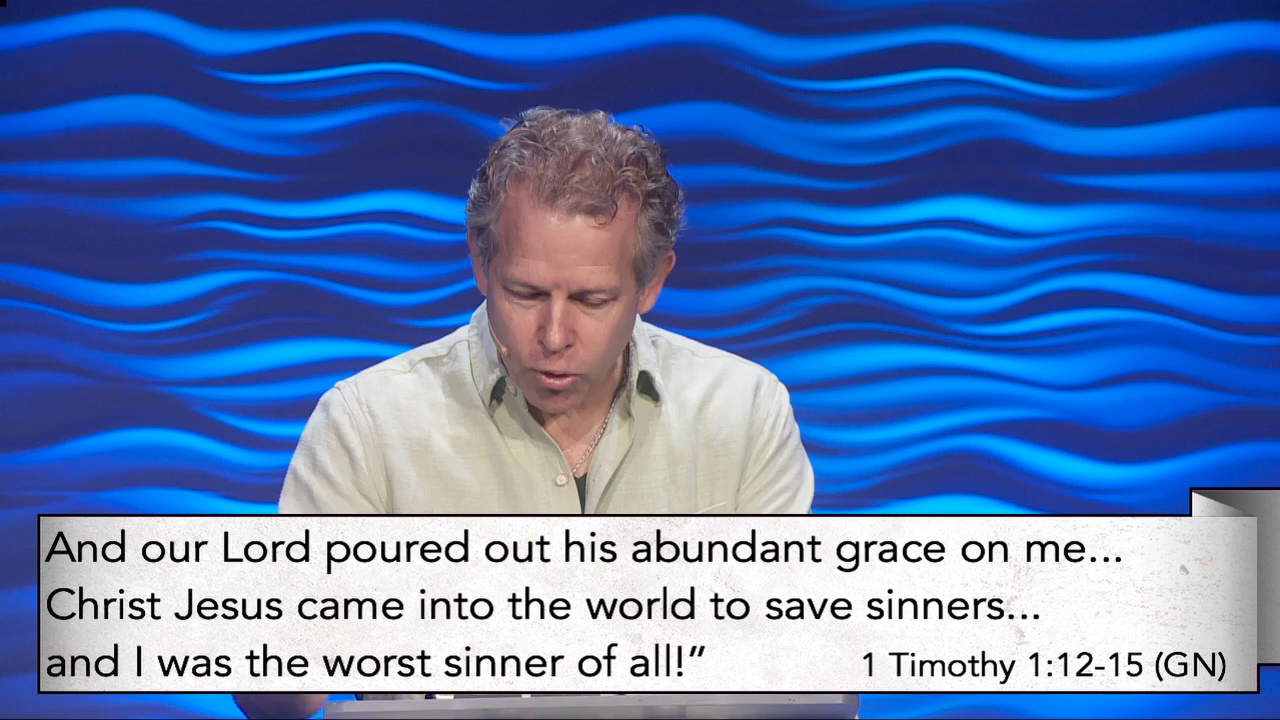 And our Lord poured out his abundant grace on me...
Christ Jesus came into the world to save sinners...
and I was the worst sinner of all!” 1 Timothy 1:12-15 (GN)